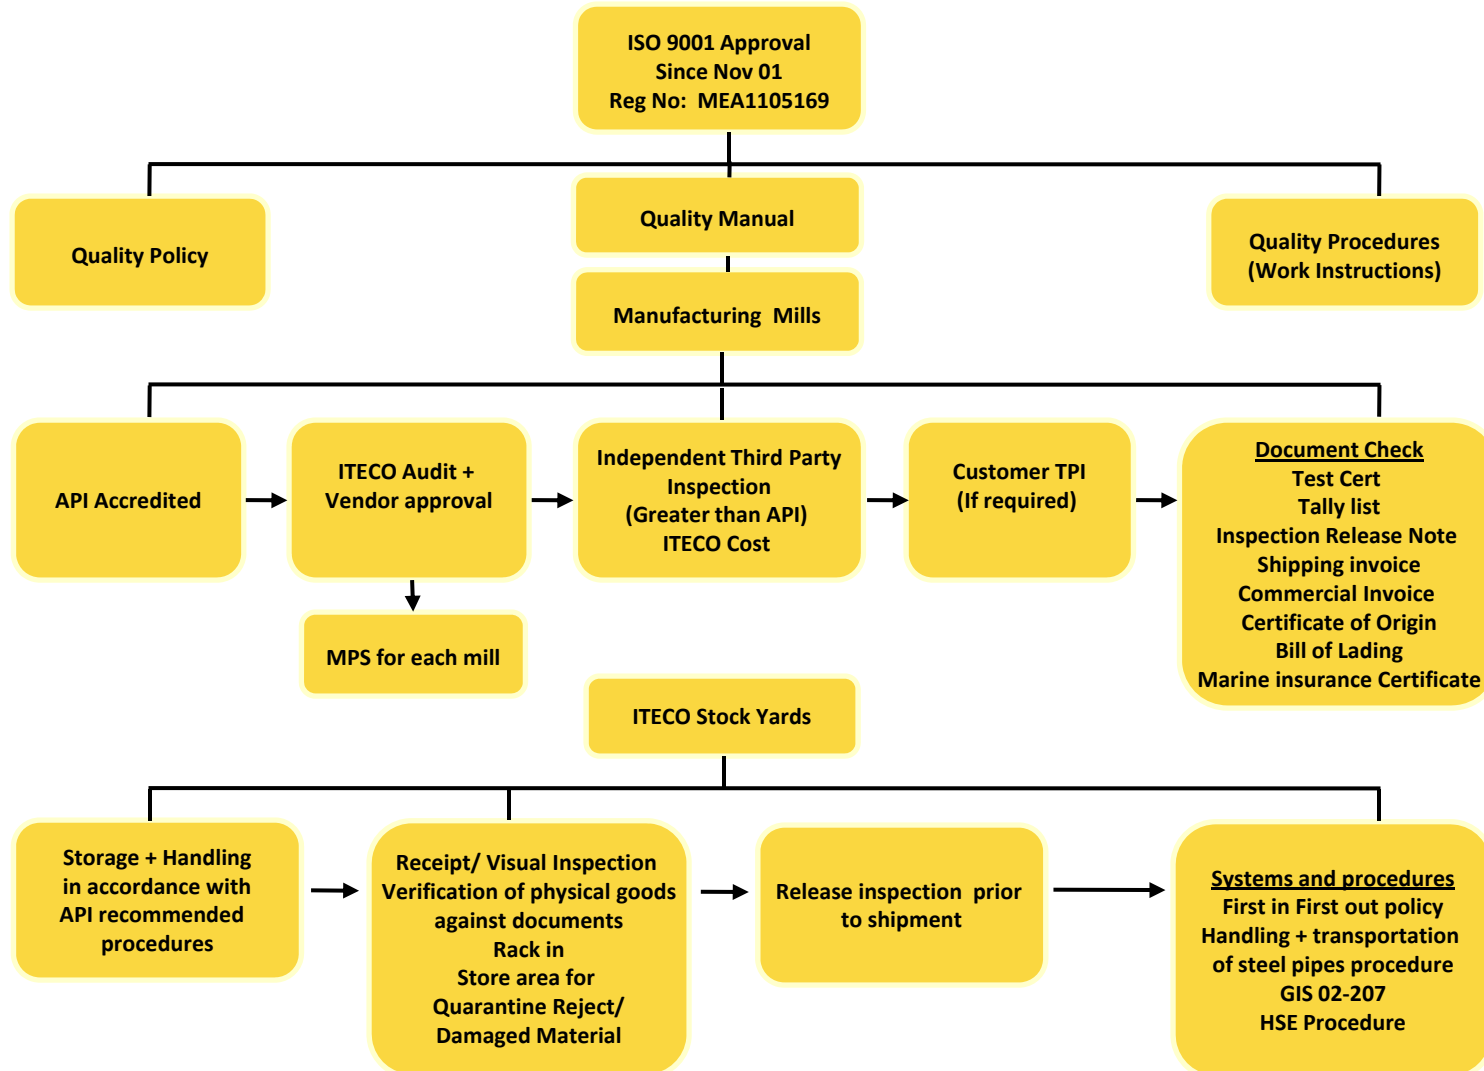 ISO 9001 Approval
Since Nov 01
Reg No: MEA1105169
Quality Policy
Quality Manual
Quality Procedures
(Work Instructions)
Manufacturing Mills
API Accredited
ITECO Audit +
Vendor approval
Independent Third Party
Inspection
(Greater than API)
ITECO Cost
Customer TPI
(If required)
Document Check
Test Cert
Tally list
Inspection Release Note
Shipping invoice
Commercial Invoice
Certificate of Origin
Bill of Lading
Marine insurance Certificate
MPS for each mill
ITECO Stock Yards
Storage + Handling
in accordance with
API recommended
procedures
Receipt/ Visual Inspection
Verification of physical goods
against documents
Rack in
Store area for
Quarantine Reject/
Damaged Material
Release inspection prior
to shipment
Systems and procedures
First in First out policy
Handling + transportation
of steel pipes procedure
GIS 02-207
HSE Procedure